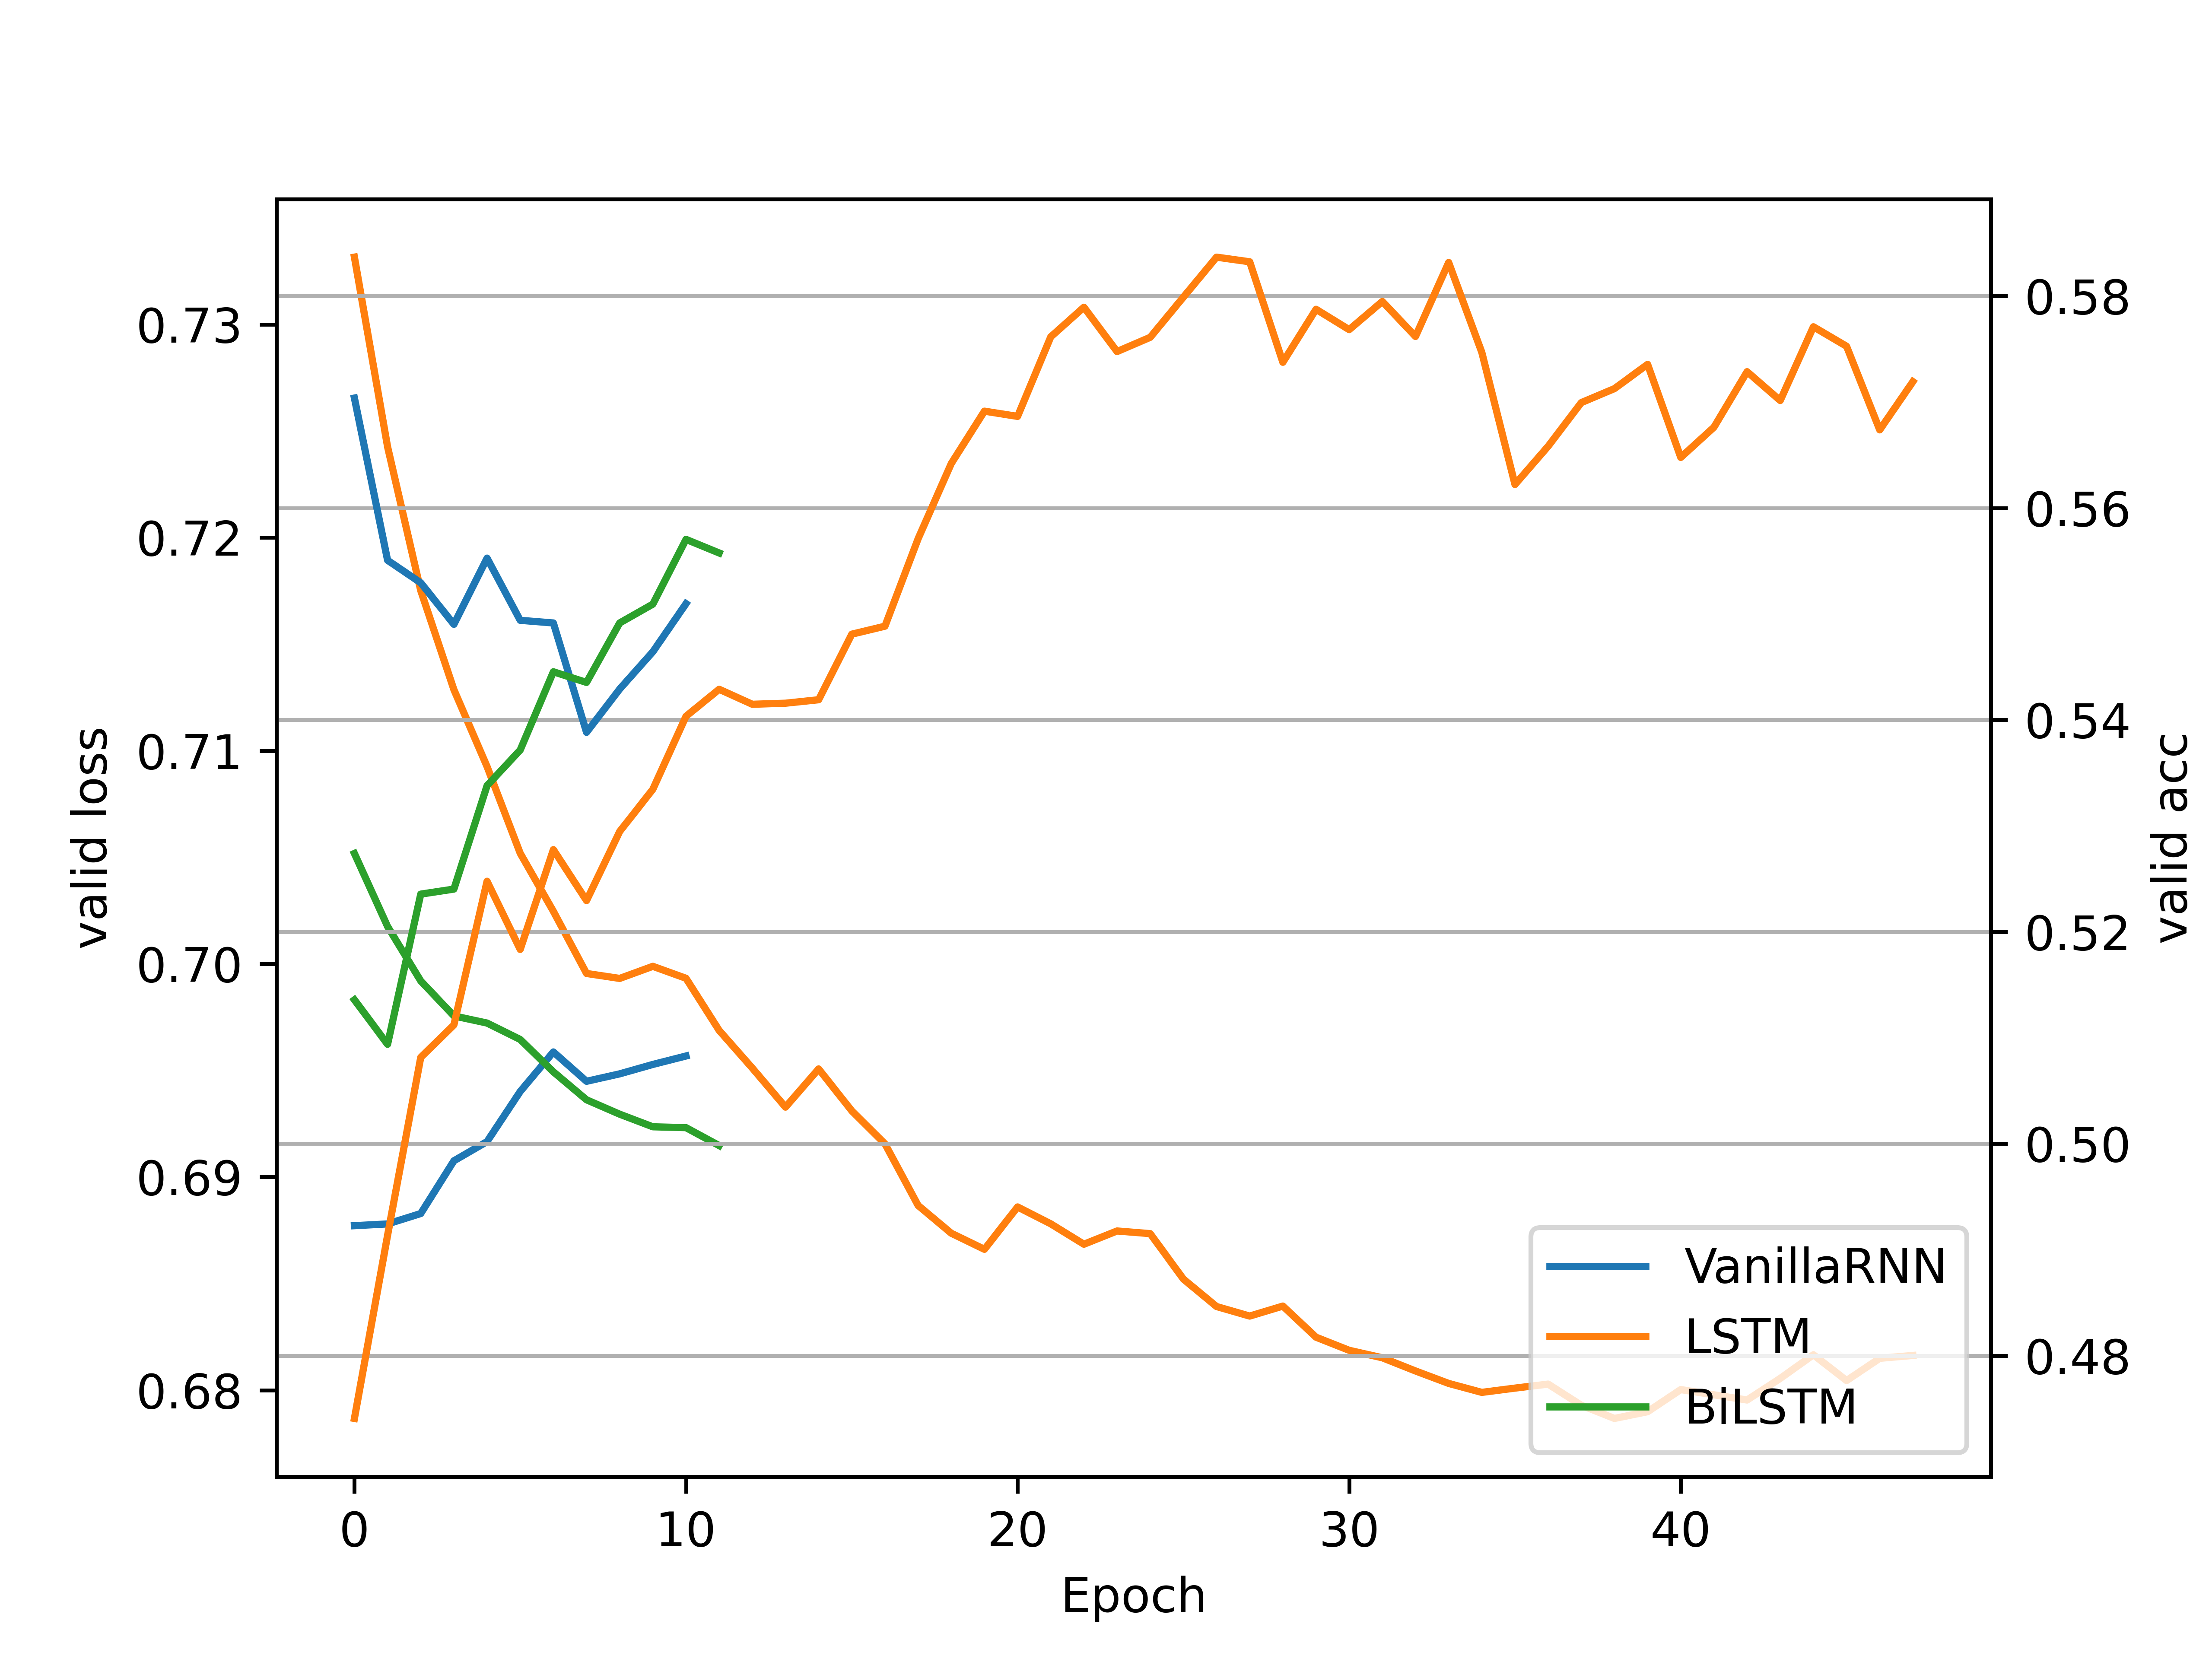 0.73
0.72
0.71
0.70
0.69
0.68
valid loss
0.58
0.56
0.54
0.52
0.50
0.48
valid acc
VanillaRNN
LSTM
BiLSTM
0 10 20 30 40
Epoch